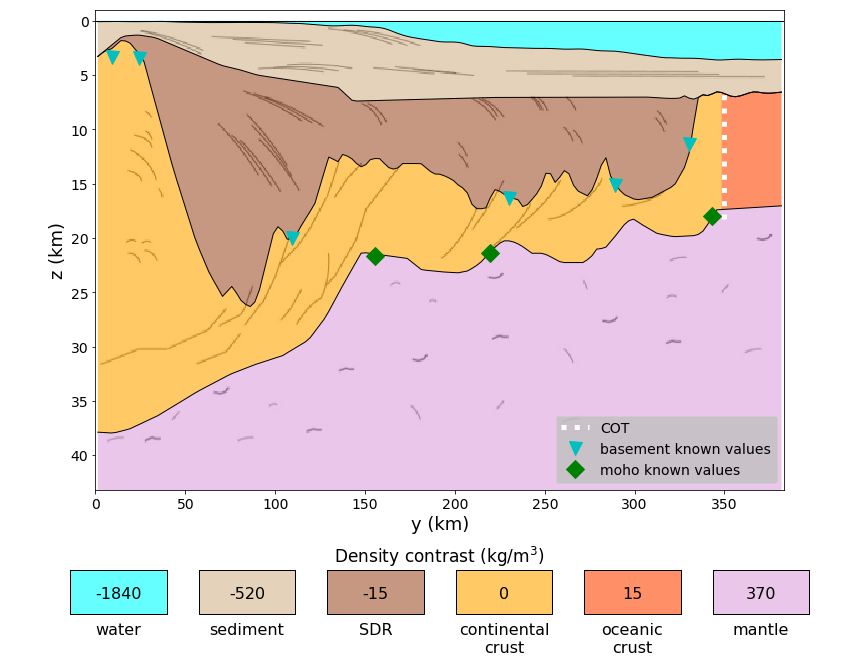 0
5
10
15
20
25
30
35
40
z (km)
COT
basement known values
moho known values
0 50 100 150 200 250 300 350
y (km)
Density contrast (kg/m³)
-1840 -520 -15 0 15 370
water sediment SDR continental crust oceanic crust mantle